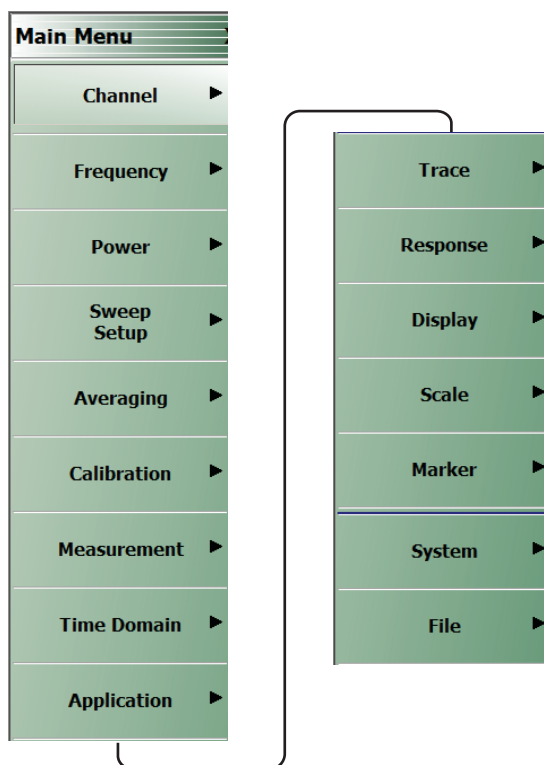 Main Menu
Channel
Frequency
Power
Sweep
Setup
Averaging
Calibration
Measurement
Time Domain
Application
Trace
Response
Display
Scale
Marker
System
File